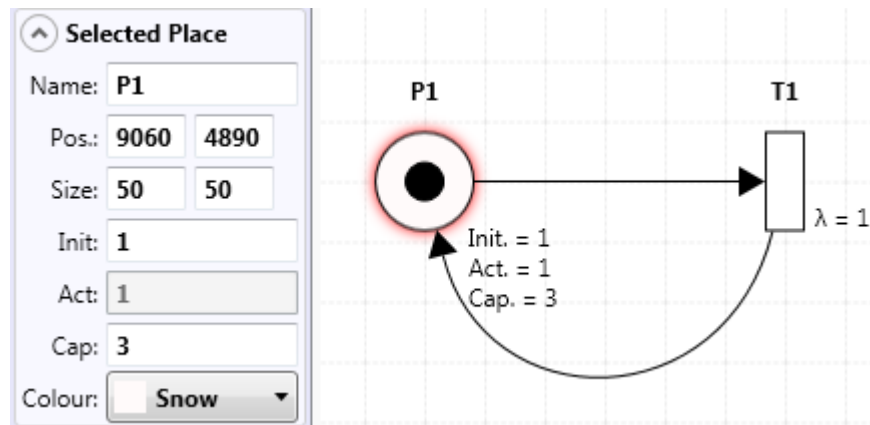 Selected Place
Name: P1
Pos.: 9060 4890
Size: 50 50
Init: 1
Act: 1
Cap: 3
Colour: Snow
P1
T1
λ = 1
Init. = 1
Act. = 1
Cap. = 3